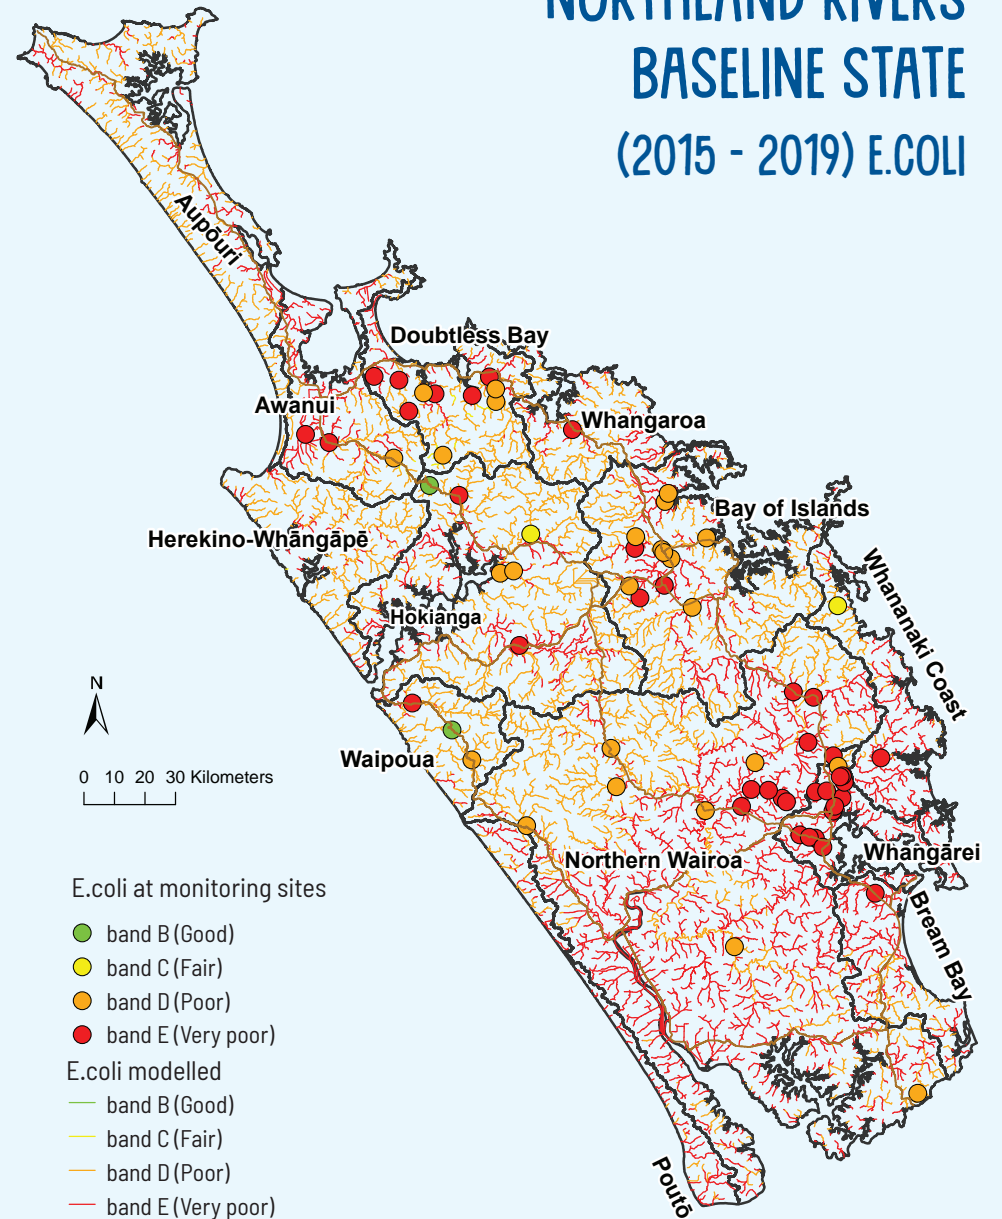 NORTHLAND RIVERS
BASELINE STATE
(2015 - 2019) E.COLI
Aupōuri
Doubtless Bay
Awanui
Whangaroa
Bay of Islands
Herekino-Whāngāpē
Whananaki Coast
Hokianga
N
Waipoua
0 10 20 30 Kilometers
Northern Wairoa
Whangārei
Bream Bay
E.coli at monitoring sites
band B (Good)
band C (Fair)
band D (Poor)
band E (Very poor)
E.coli modelled
band B (Good)
band C (Fair)
band D (Poor)
band E (Very poor)
Poutō